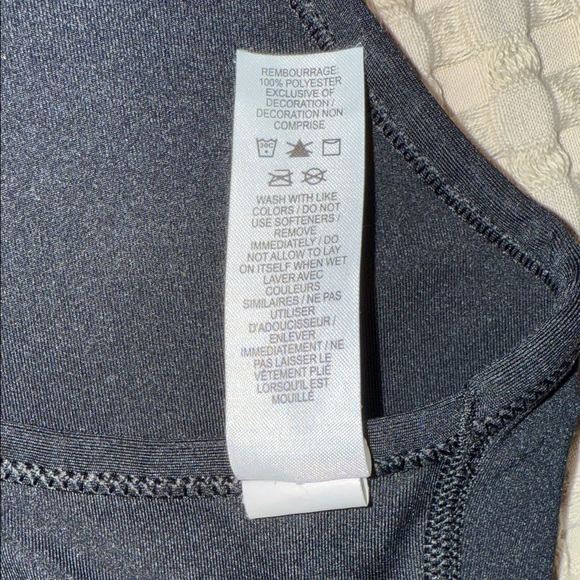 REMBOURRAGE:
100% POLYESTER
EXCLUSIVE OF
DECORATION /
DECORATION NON
COMPRISE
30C
WASH WITH LIKE
COLORS / DO NOT
USE SOFTENERS /
REMOVE
IMMEDIATELY / DO
NOT ALLOW TO LAY
ON ITSELF WHEN WET
LAVER AVEC
COULEURS
SIMILAIRES / NE PAS
UTILISER
D'ADOUCISSEUR /
ENLEVER
IMMEDIATEMENT / NE
PAS LAISSER LE
VÊTEMENT PLIÉ
LORSQU'IL EST
MOUILLÉ